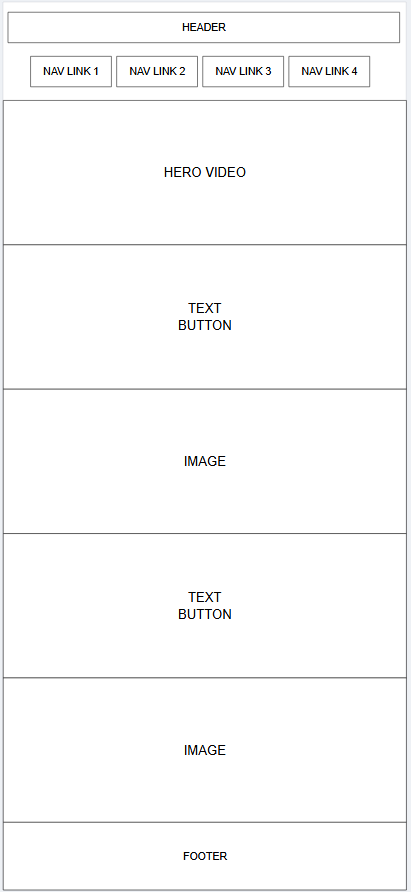 HEADER
NAV LINK 1 NAV LINK 2 NAV LINK 3 NAV LINK 4
HERO VIDEO
TEXT
BUTTON
IMAGE
TEXT
BUTTON
IMAGE
FOOTER